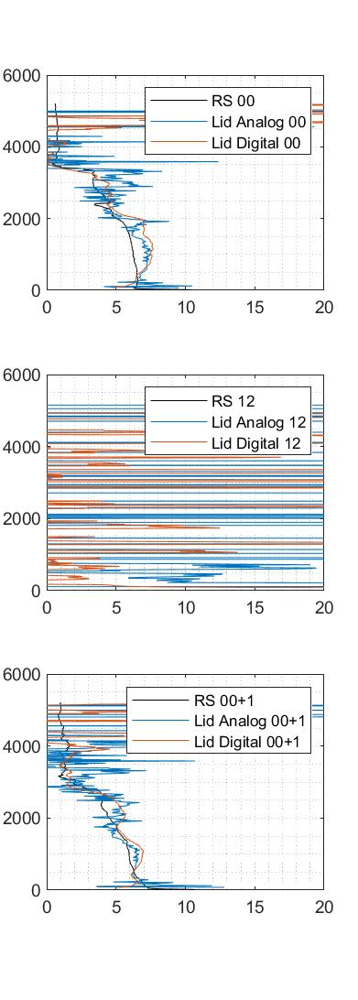 6000
4000
2000
0
0 5 10 15 20
RS 00
Lid Analog 00
Lid Digital 00
6000
4000
2000
0
0 5 10 15 20
RS 12
Lid Analog 12
Lid Digital 12
6000
4000
2000
0
0 5 10 15 20
RS 00+1
Lid Analog 00+1
Lid Digital 00+1